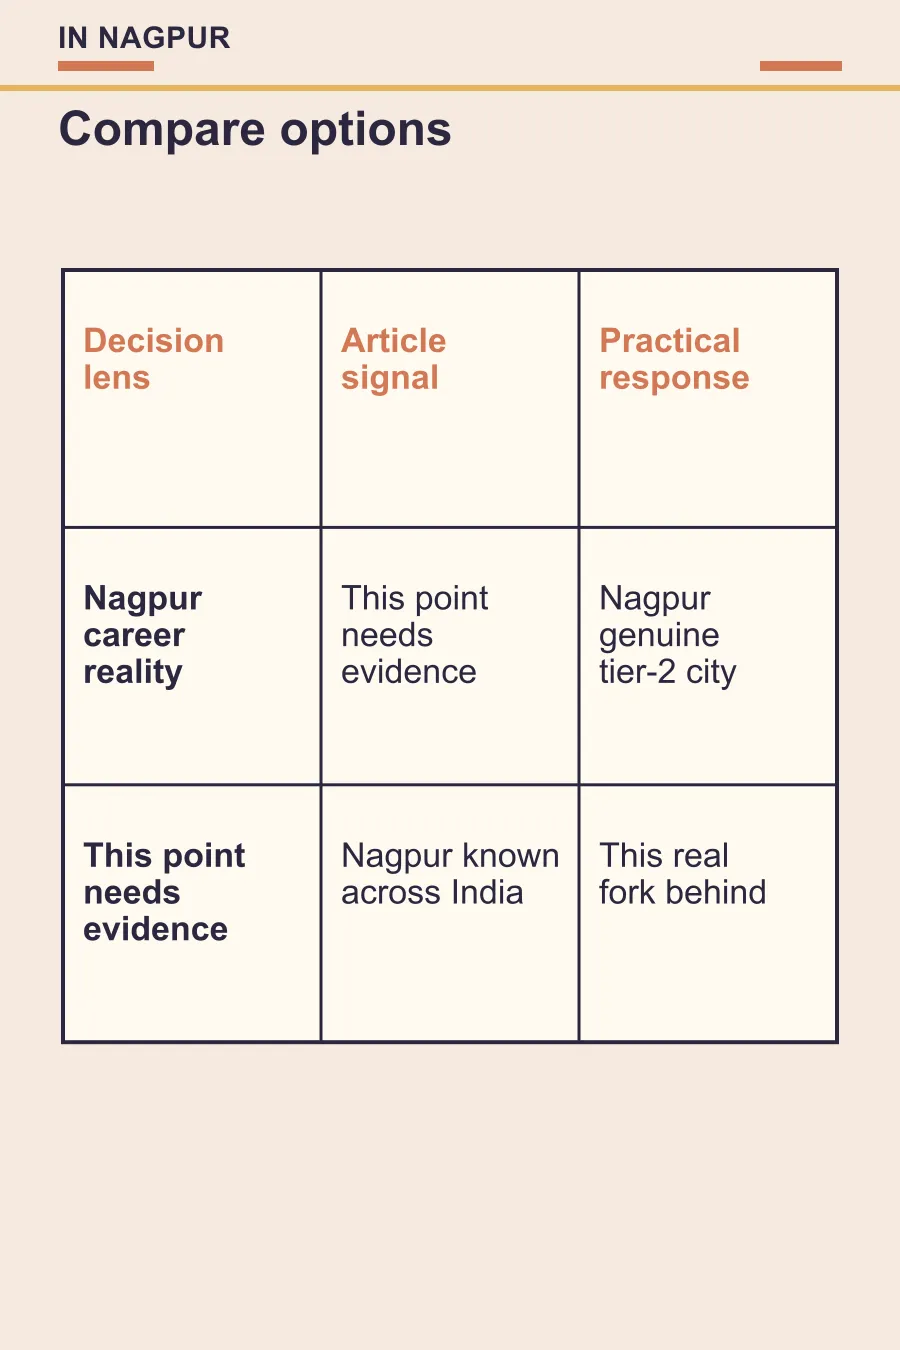 IN NAGPUR
Compare options
Decision
lens
Article
signal
Practical
response
Nagpur
career
reality
This point
needs
evidence
Nagpur
genuine
tier-2 city
This point
needs
evidence
Nagpur known
across India
This real
fork behind